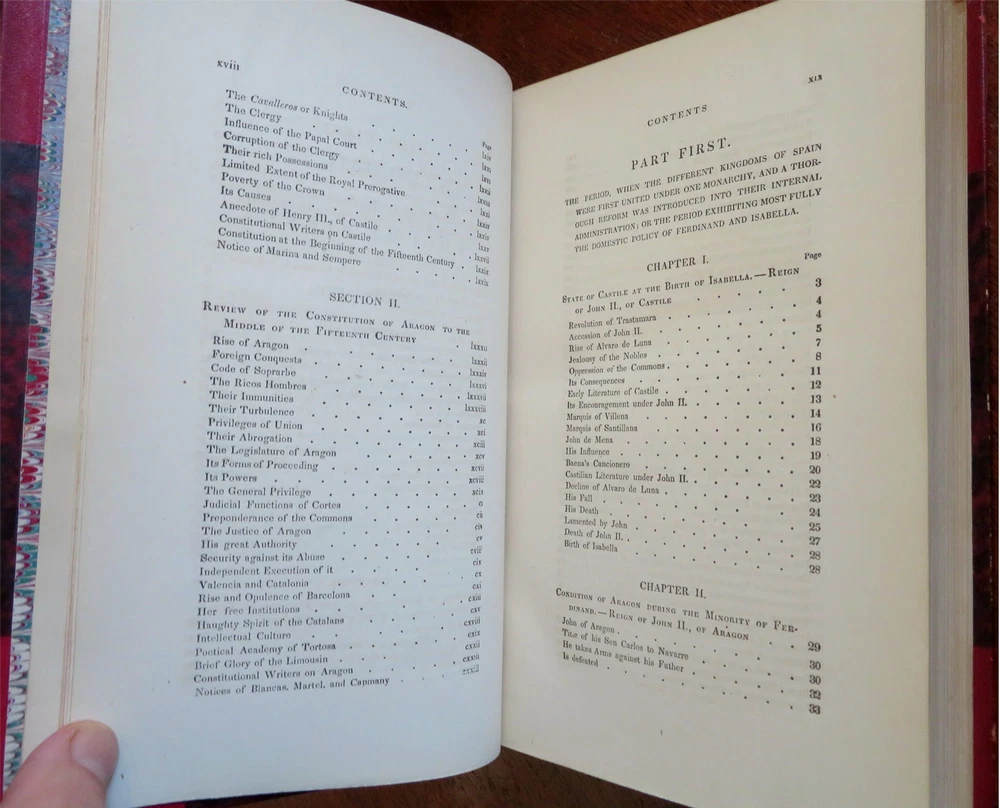 xviii
CONTENTS.
Page
The Cavalleros or Knights
The Clergy
Influence of the Papal Court
Corruption of the Clergy
Their rich Possessions
Limited Extent of the Royal Prerogative
Poverty of the Crown
Its Causes
Anecdote of Henry III., of Castile
Constitutional Writers on Castile
Constitution at the Beginning of the Fifteenth Century
Notice of Marina and Sempere
SECTION II.
REVIEW OF THE CONSTITUTION OF ARAGON TO THE
MIDDLE OF THE FIFTEENTH CENTURY
Rise of Aragon
Foreign Conquests
Code of Soprarbe
The Ricos Hombres
Their Immunities
Their Turbulence
Privileges of Union
Their Abrogation
The Legislature of Aragon
Its Forms of Proceeding
Its Powers
The General Privilege
Judicial Functions of Cortes
Preponderance of the Commons
The Justice of Aragon
His great Authority
Security against its Abuse
Independent Execution of it
Valencia and Catalonia
Rise and Opulence of Barcelona
Her free Institutions
Haughty Spirit of the Catalans
Intellectual Culture
Poetical Academy of Tortosa
Brief Glory of the Limousin
Constitutional Writers on Aragon
Notices of Blancas, Martel, and Capmany
xix
CONTENTS
PART FIRST.
THE PERIOD, WHEN THE DIFFERENT KINGDOMS OF SPAIN
WERE FIRST UNITED UNDER ONE MONARCHY, AND A THOR-
OUGH REFORM WAS INTRODUCED INTO THEIR INTERNAL
ADMINISTRATION; OR THE PERIOD EXHIBITING MOST FULLY
THE DOMESTIC POLICY OF FERDINAND AND ISABELLA.
CHAPTER I.
Page
STATE OF CASTILE AT THE BIRTH OF ISABELLA.—REIGN
OF JOHN II., OF CASTILE 3
Revolution of Trastamara 4
Accession of John II. 4
Rise of Alvaro de Luna 5
Jealousy of the Nobles 7
Oppression of the Commons 8
Its Consequences 11
Early Literature of Castile 12
Its Encouragement under John II. 13
Marquis of Villena 14
Marquis of Santillana 16
John de Mena 18
His Influence 19
Baena's Cancionero 20
Castilian Literature under John II. 22
Decline of Alvaro de Luna 23
His Fall 24
His Death 25
Lamented by John 27
Death of John II. 28
Birth of Isabella 28
CHAPTER II.
CONDITION OF ARAGON DURING THE MINORITY OF FER-
DINAND.—REIGN OF JOHN II., OF ARAGON 29
John of Aragon 30
Title of his Son Carlos to Navarre 30
He takes Arms against his Father 32
Is defeated 33